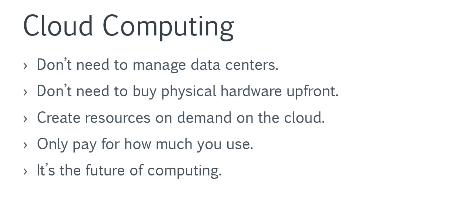 Cloud Computing
› Don't need to manage data centers.
› Don't need to buy physical hardware upfront.
› Create resources on demand on the cloud.
› Only pay for how much you use.
› It's the future of computing.